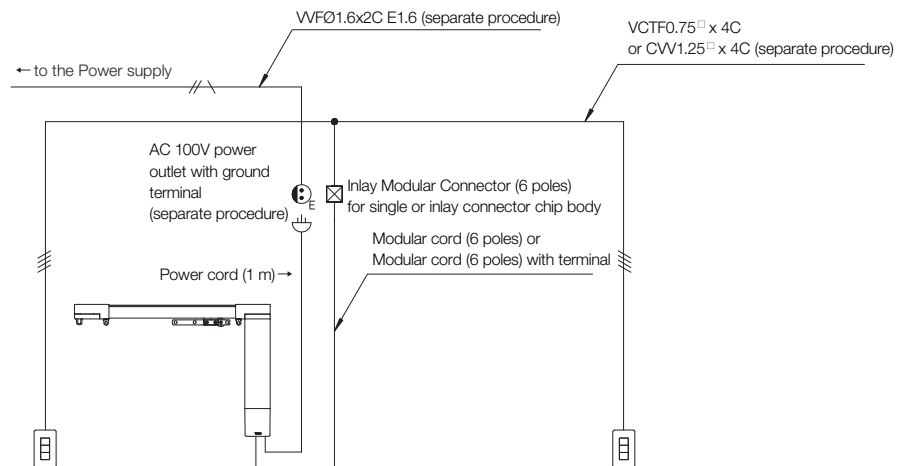 VVFØ1.6x2C E1.6 (separate procedure)
VCTF0.75□ x 4C
or CVV1.25□ x 4C (separate procedure)
←to the Power supply
AC 100V power
outlet with ground
terminal
(separate procedure)
E
Inlay Modular Connector (6 poles)
for single or inlay connector chip body
Modular cord (6 poles) or
Modular cord (6 poles) with terminal
Power cord (1 m)→